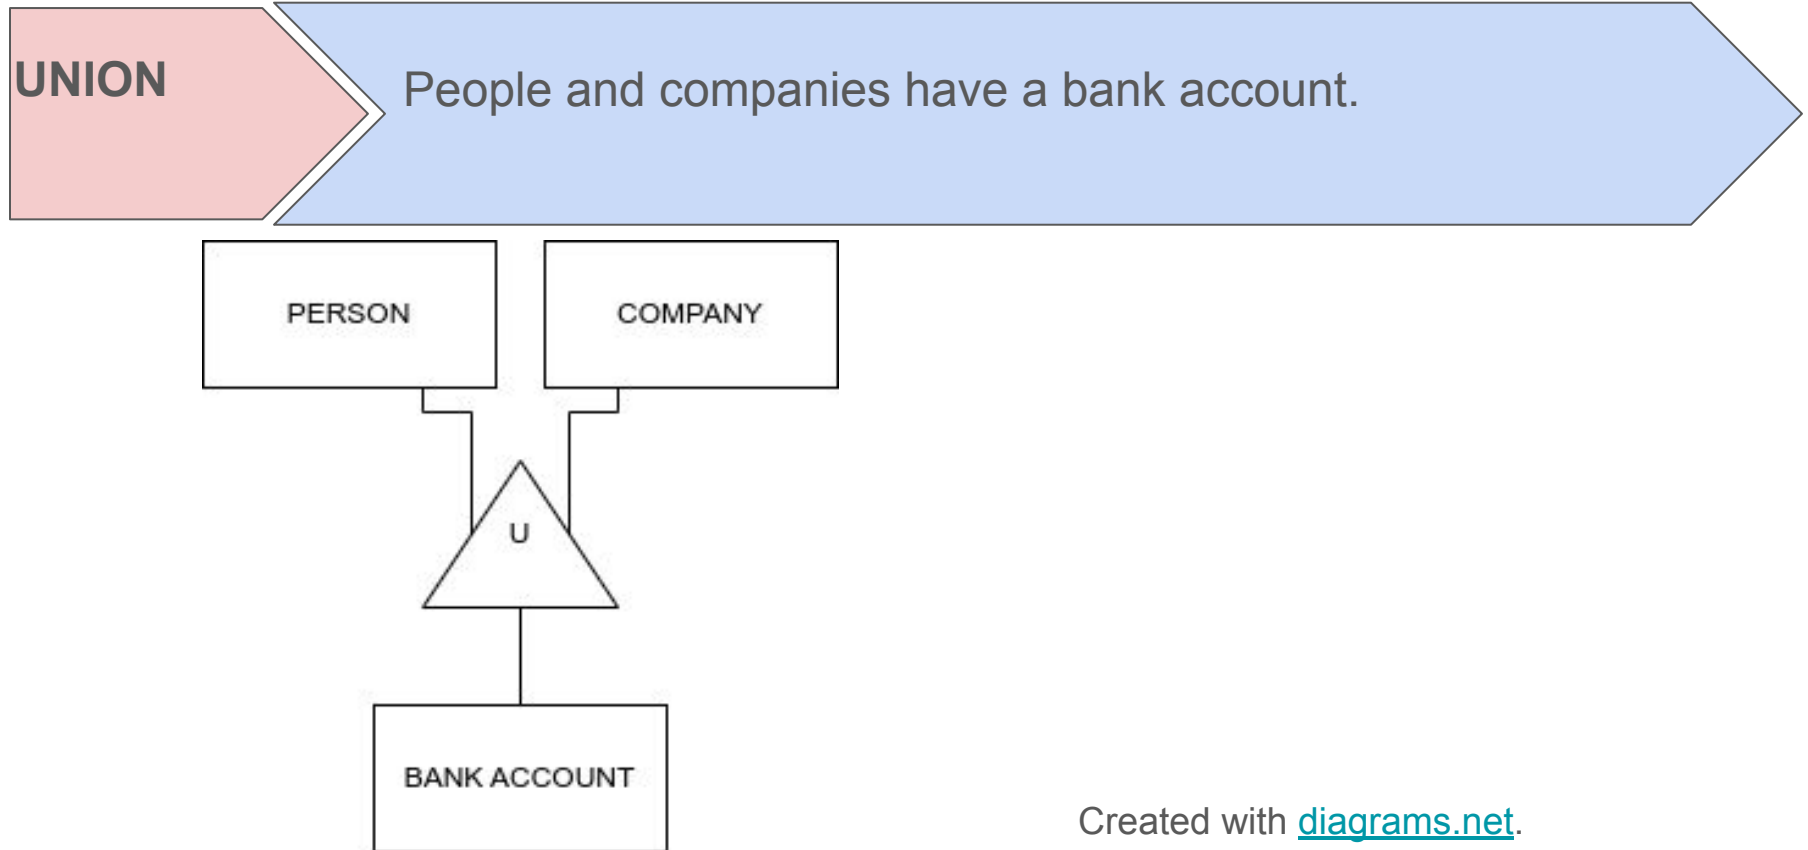 UNION
People and companies have a bank account.
PERSON
COMPANY
U
BANK ACCOUNT
Created with diagrams.net.